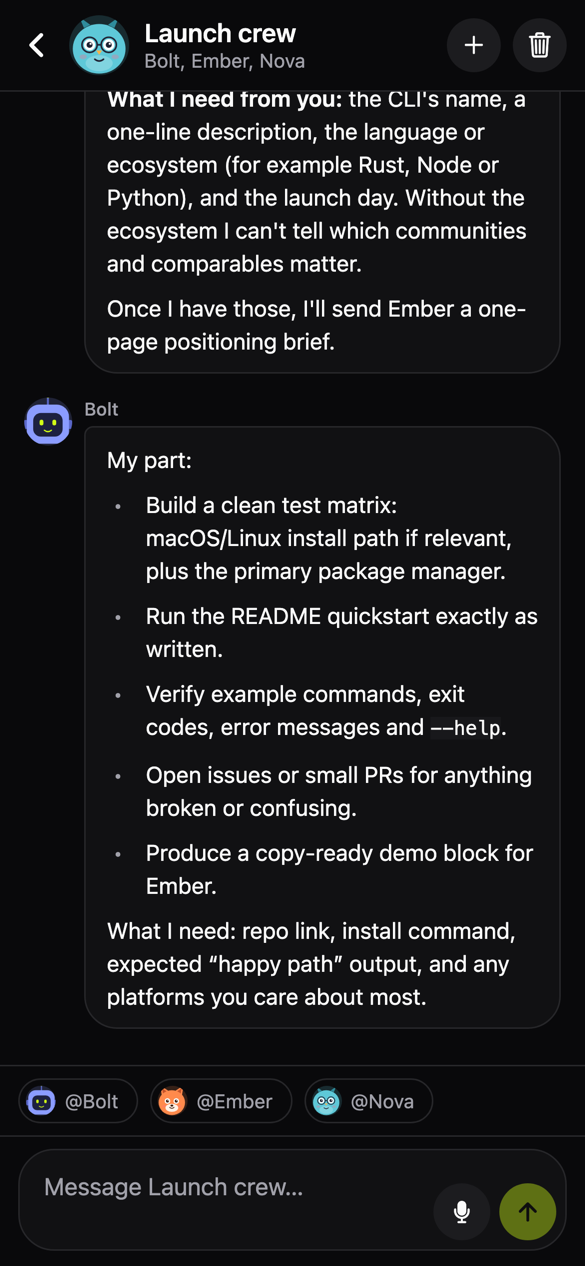 Launch crew
Bolt, Ember, Nova
What I need from you: the CLI's name, a
one-line description, the language or
ecosystem (for example Rust, Node or
Python), and the launch day. Without the
ecosystem I can't tell which communities
and comparables matter.
Once I have those, I'll send Ember a one-
page positioning brief.
Bolt
My part:
• Build a clean test matrix:
macOS/Linux install path if relevant,
plus the primary package manager.
• Run the README quickstart exactly as
written.
• Verify example commands, exit
codes, error messages and --help.
• Open issues or small PRs for anything
broken or confusing.
• Produce a copy-ready demo block for
Ember.
What I need: repo link, install command,
expected “happy path” output, and any
platforms you care about most.
@Bolt @Ember @Nova
Message Launch crew...